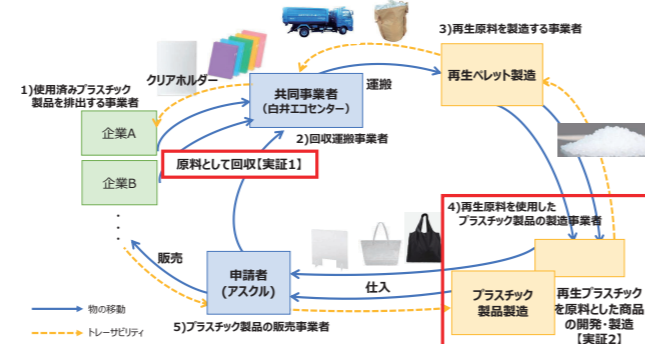 3)再生原料を製造する事業者
クリアホルダー
1)使用済みプラスチック
製品を排出する事業者
共同事業者
(白井エコセンター)
運搬
再生ペレット製造
企業A
2)回収運搬事業者
原料として回収【実証1】
企業B
4)再生原料を使用した
プラスチック製品の製造事業者
販売
申請者
(アスクル)
仕入
プラスチック
製品製造
再生プラスチック
を原料とした商品
の開発・製造
【実証2】
物の移動
トレーサビリティ
5)プラスチック製品の販売事業者